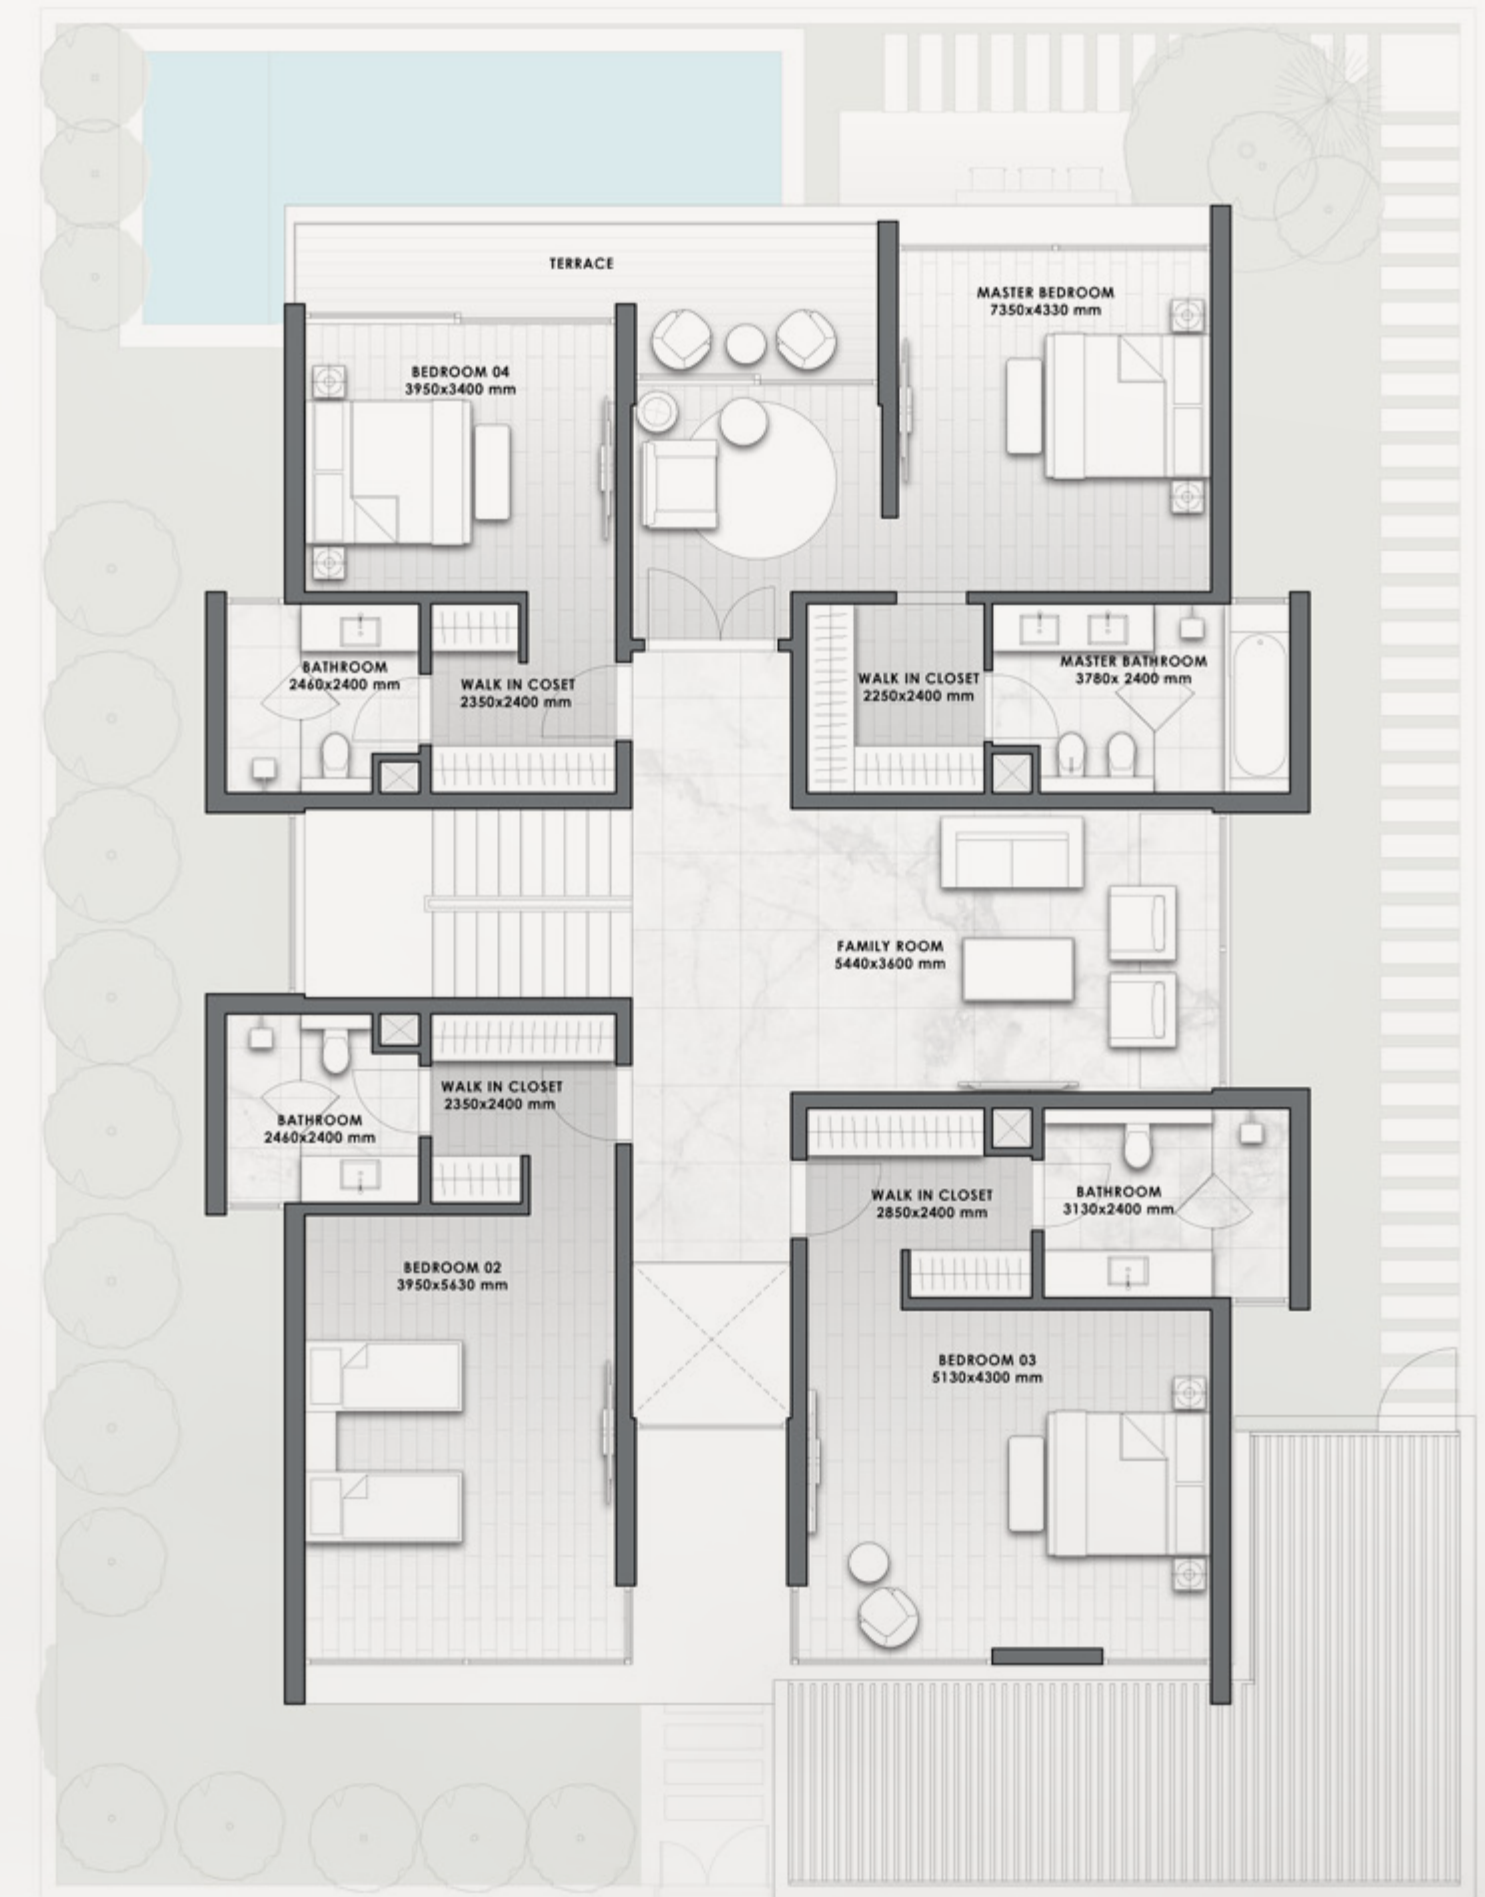 TERRACE
MASTER BEDROOM
7350x4330 mm
BEDROOM 04
3950x3400 mm
BATHROOM
2460x2400 mm
WALK IN COSET
2350x2400 mm
WALK IN CLOSET
2250x2400 mm
MASTER BATHROOM
3780x 2400 mm
FAMILY ROOM
5440x3600 mm
WALK IN CLOSET
2350x2400 mm
BATHROOM
2460x2400 mm
WALK IN CLOSET
2850x2400 mm
BATHROOM
3130x2400 mm
BEDROOM 02
3950x5630 mm
BEDROOM 03
5130x4300 mm